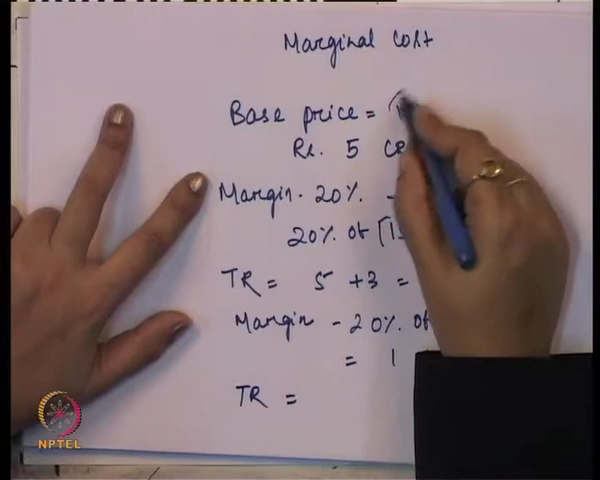 Marginal cost
Base price =
Rs. 5
Margin - 20%. -
20%. of
TR = 5 + 3 =
Margin - 20%. of
= 1
TR =
NPTEL